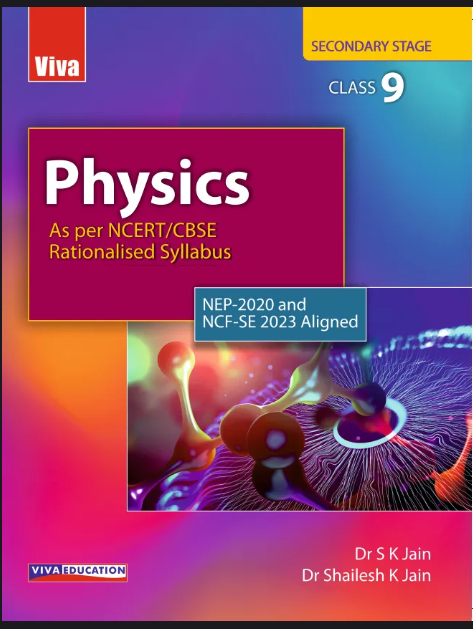 Viva
SECONDARY STAGE
CLASS 9
Physics
As per NCERT/CBSE
Rationalised Syllabus
NEP-2020 and
NCF-SE 2023 Aligned
Dr S K Jain
Dr Shailesh K Jain
VIVA EDUCATION